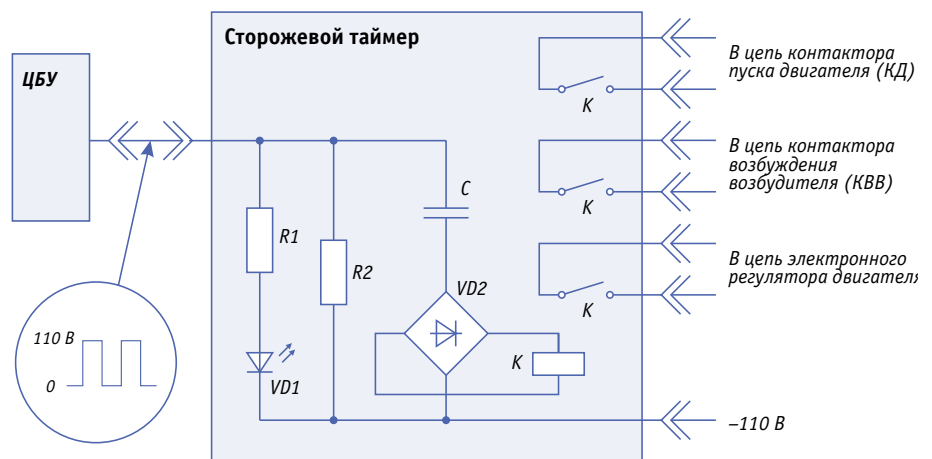 Сторожевой таймер
ЦБУ
В цепь контактора
пуска двигателя (КД)
K
В цепь контактора
возбуждения
возбудителя (КВВ)
K
C
R1
R2
В цепь электронного
регулятора двигателя
K
VD2
110 В
0
VD1
K
–110 В